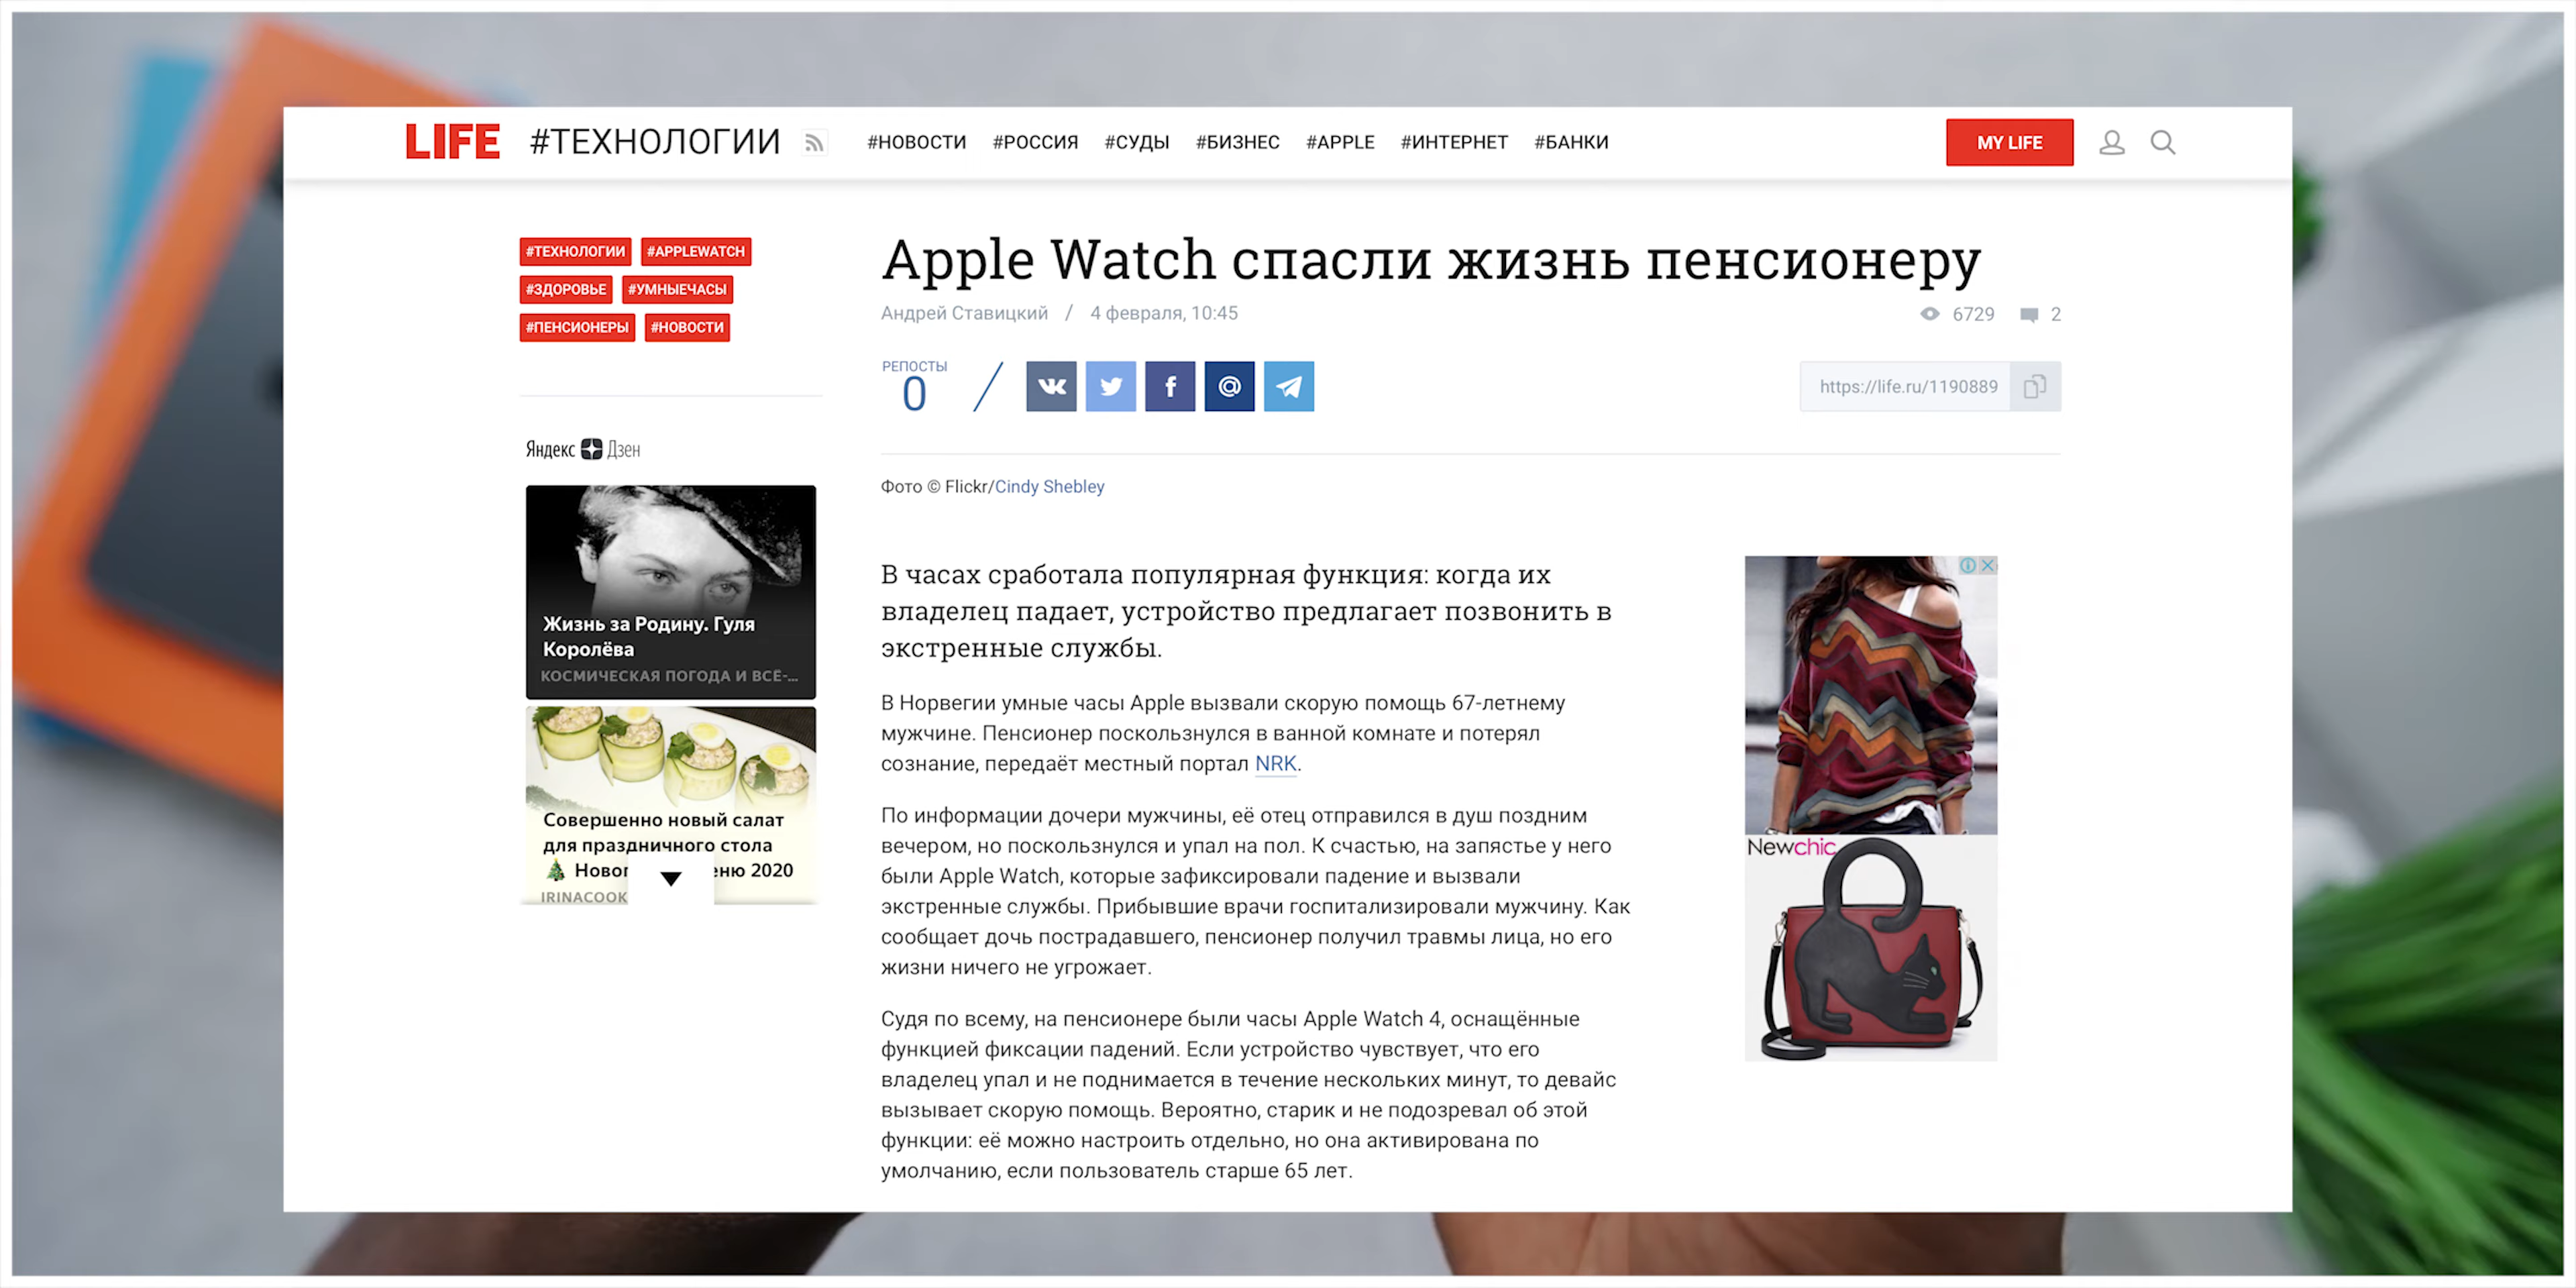 LIFE #ТЕХНОЛОГИИ #НОВОСТИ #РОССИЯ #СУДЫ #БИЗНЕС #APPLE #ИНТЕРНЕТ #БАНКИ MY LIFE
#ТЕХНОЛОГИИ #APPLEWATCH
#ЗДОРОВЬЕ #УМНЫЕЧАСЫ
#ПЕНСИОНЕРЫ #НОВОСТИ
Яндекс Дзен
Жизнь за Родину. Гуля
Королёва
КОСМИЧЕСКАЯ ПОГОДА И ВСЁ-...
Совершенно новый салат
для праздничного стола
2020
IRINACOOK
Apple Watch спасли жизнь пенсионеру
Андрей Ставицкий / 4 февраля, 10:45 6729 2
РЕПОСТЫ
0
https://life.ru/1190889
Фото © Flickr/Cindy Shebley
В часах сработала популярная функция: когда их
владелец падает, устройство предлагает позвонить в
экстренные службы.
В Норвегии умные часы Apple вызвали скорую помощь 67-летнему
мужчине. Пенсионер поскользнулся в ванной комнате и потерял
сознание, передаёт местный портал NRK.
По информации дочери мужчины, её отец отправился в душ поздним
вечером, но поскользнулся и упал на пол. К счастью, на запястье у него
были Apple Watch, которые зафиксировали падение и вызвали
экстренные службы. Прибывшие врачи госпитализировали мужчину. Как
сообщает дочь пострадавшего, пенсионер получил травмы лица, но его
жизни ничего не угрожает.
Судя по всему, на пенсионере были часы Apple Watch 4, оснащённые
функцией фиксации падений. Если устройство чувствует, что его
владелец упал и не поднимается в течение нескольких минут, то девайс
вызывает скорую помощь. Вероятно, старик и не подозревал об этой
функции: её можно настроить отдельно, но она активирована по
умолчанию, если пользователь старше 65 лет.
Newchic